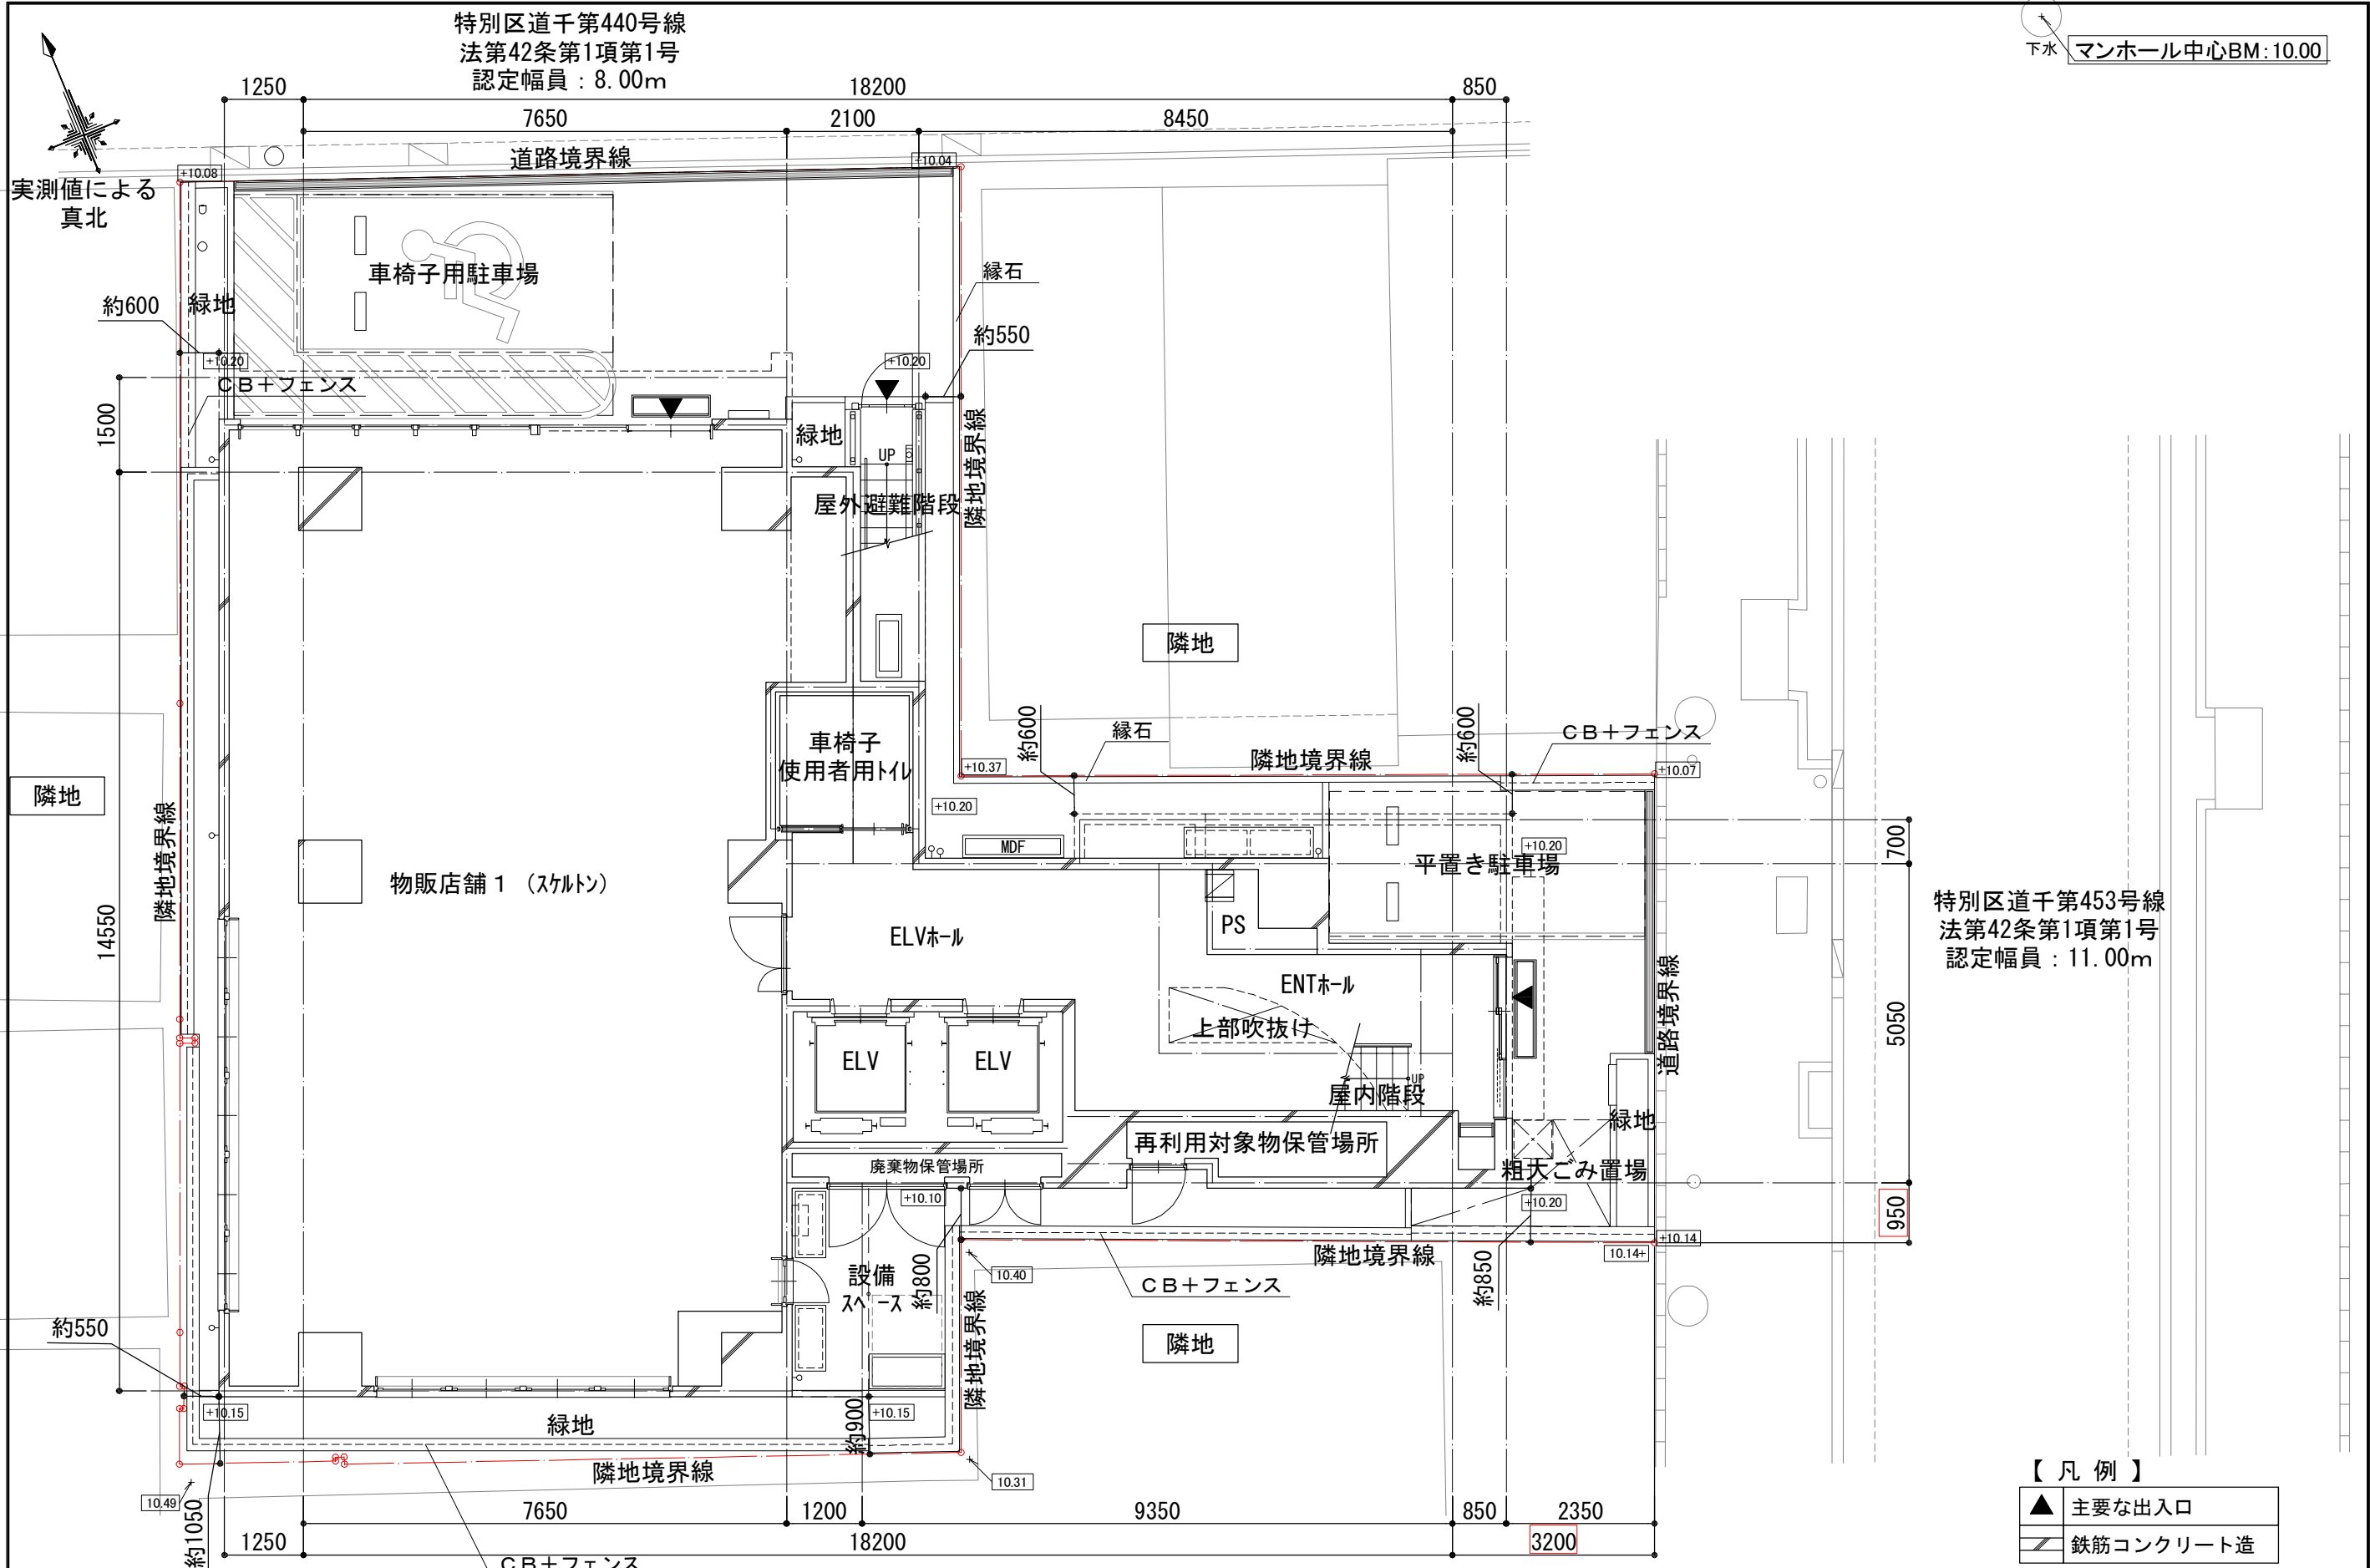 特別区道千第440号線
法第42条第1項第1号
認定幅員：8.00m
下水
マンホール中心BM:10.00
1250
18200
850
7650
2100
8450
実測値による
真北
道路境界線
+10.08
+10.04
車椅子用駐車場
緑地
約600
縁石
約550
+10.20
+10.20
CB+フェンス
1500
緑地
UP
屋外避難階段
隣地境界線
隣地
車椅子
使用者用トイレ
約600
縁石
約600
CB+フェンス
隣地境界線
+10.37
+10.07
+10.20
隣地
隣地境界線
14550
物販店舗１（スケルトン）
MDF
+10.20
平置き駐車場
700
PS
ELVホール
ENTホール
特別区道千第453号線
法第42条第1項第1号
認定幅員：11.00m
道路境界線
5050
上部吹抜け
ELV
ELV
UP
屋内階段
緑地
再利用対象物保管場所
廃棄物保管場所
粗大ごみ置場
+10.10
+10.20
950
+10.14
10.14+
隣地境界線
設備
スペース
約800
10.40
CB+フェンス
約850
隣地境界線
隣地
約550
+10.15
+10.15
緑地
約900
隣地境界線
10.31
10.49
約1050
【 凡 例 】
主要な出入口
鉄筋コンクリート造
7650
1200
9350
850
2350
1250
18200
3200
CB+フェンス